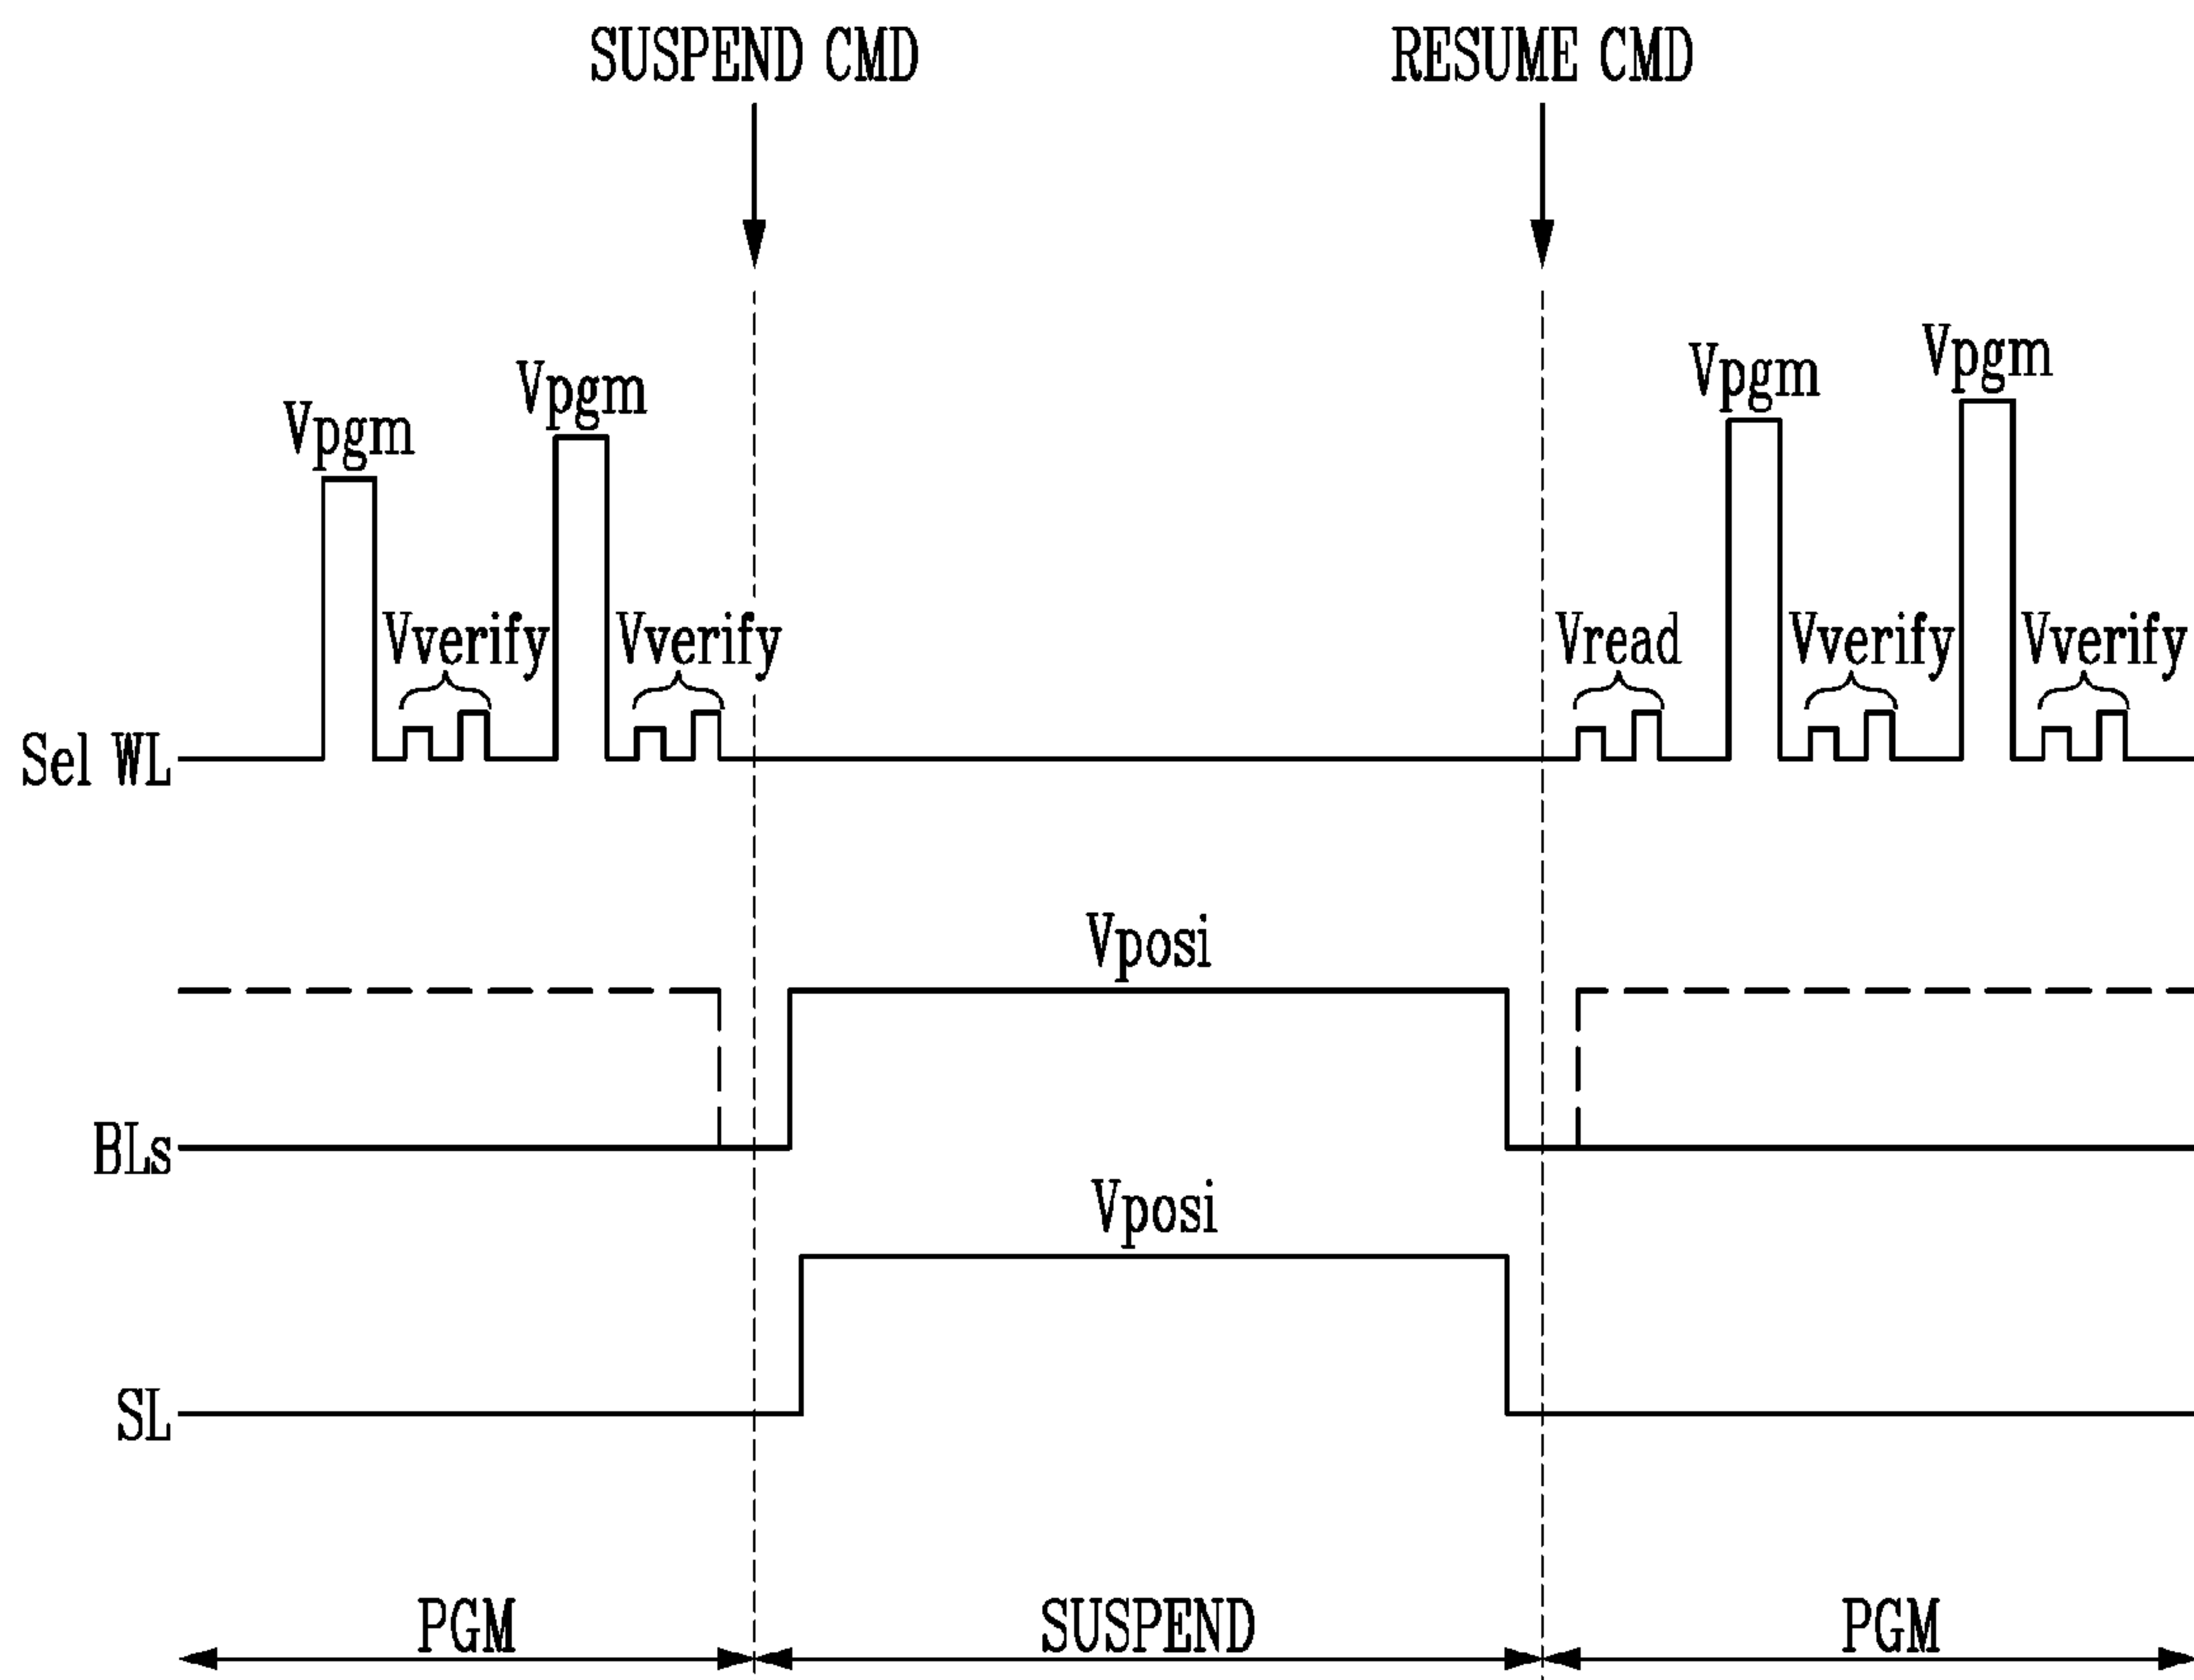 SUSPEND CMD
RESUME CMD
Vpgm
Vpgm
Vpgm
Vpgm
Vverify
Vverify
Vread
Vverify
Vverify
Sel WL
Vposi
BLs
Vposi
SL
PGM
SUSPEND
PGM